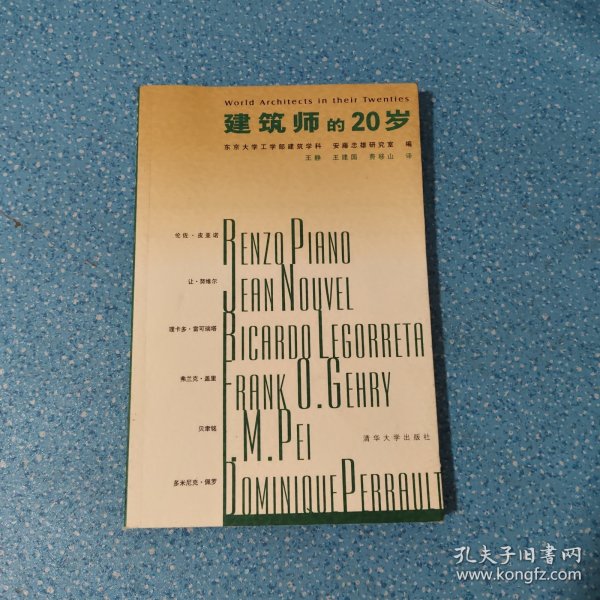 World Architects in their Twenties
建筑师的20岁
东京大学工学部建筑学科 安藤忠雄研究室 编
王静 王建国 费移山 译
伦佐·皮亚诺 RENZO PIANO
让·努维尔 JEAN NOUVEL
理卡多·雷可瑞塔 RICARDO LEGORRETA
弗兰克·盖里 FRANK O. GEHRY
贝聿铭 I. M. PEI
清华大学出版社
多米尼克·佩罗 DOMINIQUE PERRAULT
孔夫子旧书网
www.kongfz.com